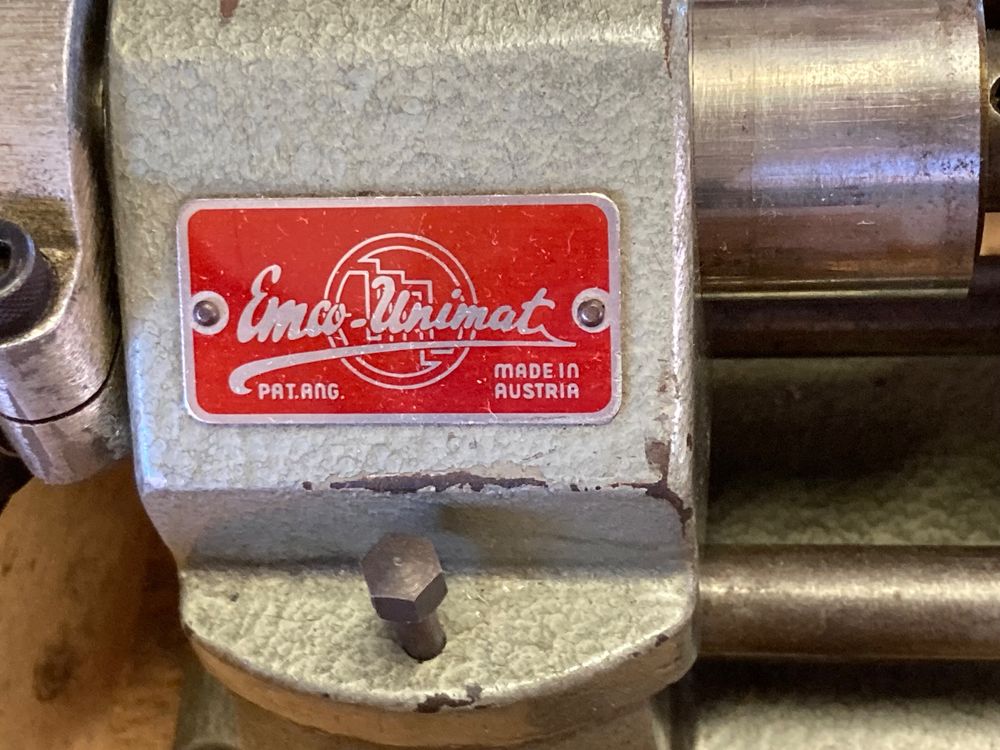 Emco-Unimat
PAT.ANG.
MADE IN
AUSTRIA